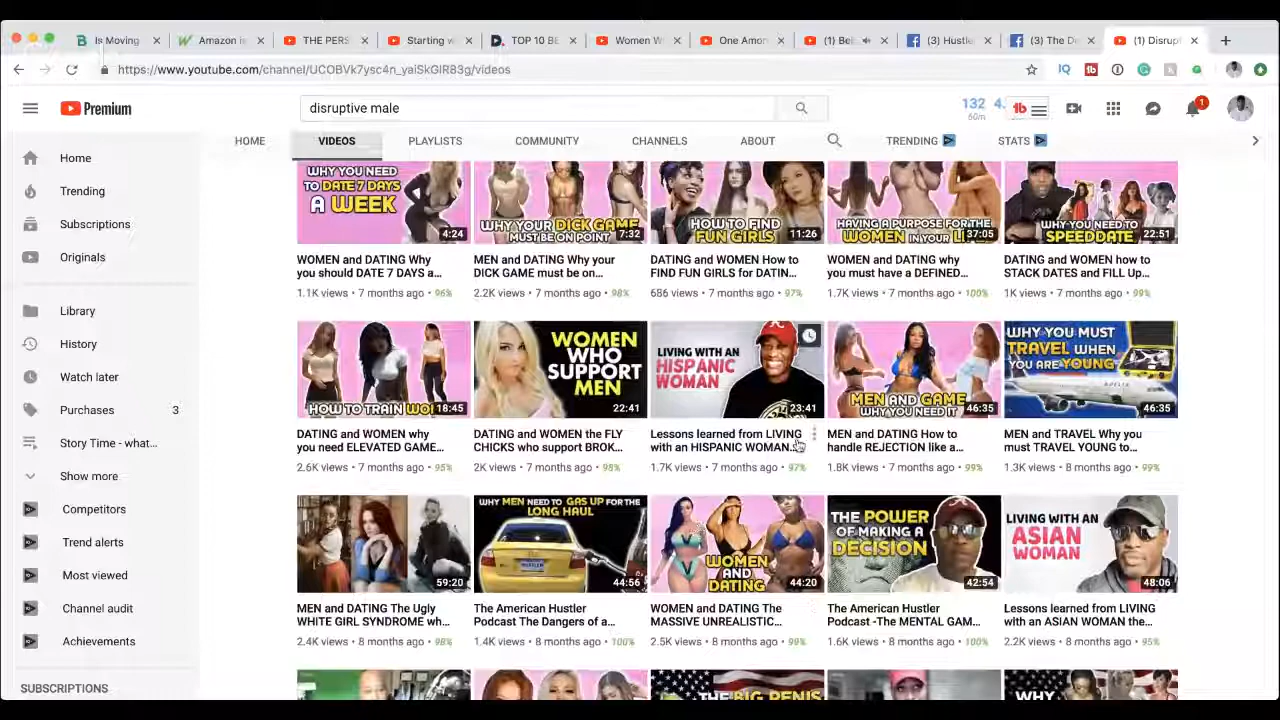 Is Moving
Amazon is
THE PERS
Starting w
TOP 10 BE
Women W
One Amor
(1) Bel
(3) Hustle
(3) The De
(1) Disrup
https://www.youtube.com/channel/UCOBVk7ysc4n_yaiSkGlRB3g/videos
IQ
tb
Premium
disruptive male
132
60m
4.
tb
1
HOME
VIDEOS
PLAYLISTS
COMMUNITY
CHANNELS
ABOUT
TRENDING
STATS
Home
Trending
Subscriptions
Originals
Library
History
Watch later
Purchases 3
Story Time - what...
Show more
Competitors
Trend alerts
Most viewed
Channel audit
Achievements
SUBSCRIPTIONS
WHY YOU NEED
TO DATE 7 DAYS
A WEEK
4:24
WOMEN and DATING Why
you should DATE 7 DAYS a...
1.1K views • 7 months ago • 96%
WHY YOUR DICK GAME
MUST BE ON POINT
7:32
MEN and DATING Why your
DICK GAME must be on...
2.2K views • 7 months ago • 98%
HOW TO FIND
FUN GIRLS
11:26
DATING and WOMEN How to
FIND FUN GIRLS for DATIN...
686 views • 7 months ago • 97%
HAVING A PURPOSE FOR THE
WOMEN IN YOUR LI
37:05
WOMEN and DATING why
you must have a DEFINED...
1.7K views • 7 months ago • 100%
WHY YOU NEED TO
SPEEDDATE
22:51
DATING and WOMEN how to
STACK DATES and FILL Up...
1K views • 7 months ago • 99%
HOW TO TRAIN WO
18:45
DATING and WOMEN why
you need ELEVATED GAME...
2.6K views • 7 months ago • 95%
WOMEN
WHO
SUPPORT
MEN
22:41
DATING and WOMEN the FLY
CHICKS who support BROK...
2K views • 7 months ago • 98%
LIVING WITH AN
HISPANIC
WOMAN
23:41
Lessons learned from LIVING
with an HISPANIC WOMAN...
1.7K views • 7 months ago • 97%
MEN AND GAME
WHY YOU NEED IT
46:35
MEN and DATING How to
handle REJECTION like a...
1.8K views • 7 months ago • 99%
WHY YOU MUST
TRAVEL WHEN
YOU ARE YOUNG
46:35
MEN and TRAVEL Why you
must TRAVEL YOUNG to...
1.3K views • 8 months ago • 99%
59:20
MEN and DATING The Ugly
WHITE GIRL SYNDROME wh...
2.4K views • 8 months ago • 98%
WHY MEN NEED TO GAS UP FOR THE
LONG HAUL
44:56
The American Hustler
Podcast The Dangers of a...
1.4K views • 8 months ago • 100%
WOMEN
AND
DATING
44:20
WOMEN and DATING The
MASSIVE UNREALISTIC...
2.5K views • 8 months ago • 99%
THE POWER
OF MAKING A
DECISION
42:54
The American Hustler
Podcast -The MENTAL GAM...
1.6K views • 8 months ago • 100%
LIVING WITH AN
ASIAN
WOMAN
48:06
Lessons learned from LIVING
with an ASIAN WOMAN the...
2.2K views • 8 months ago • 95%
THE BIG PENIS
WHY